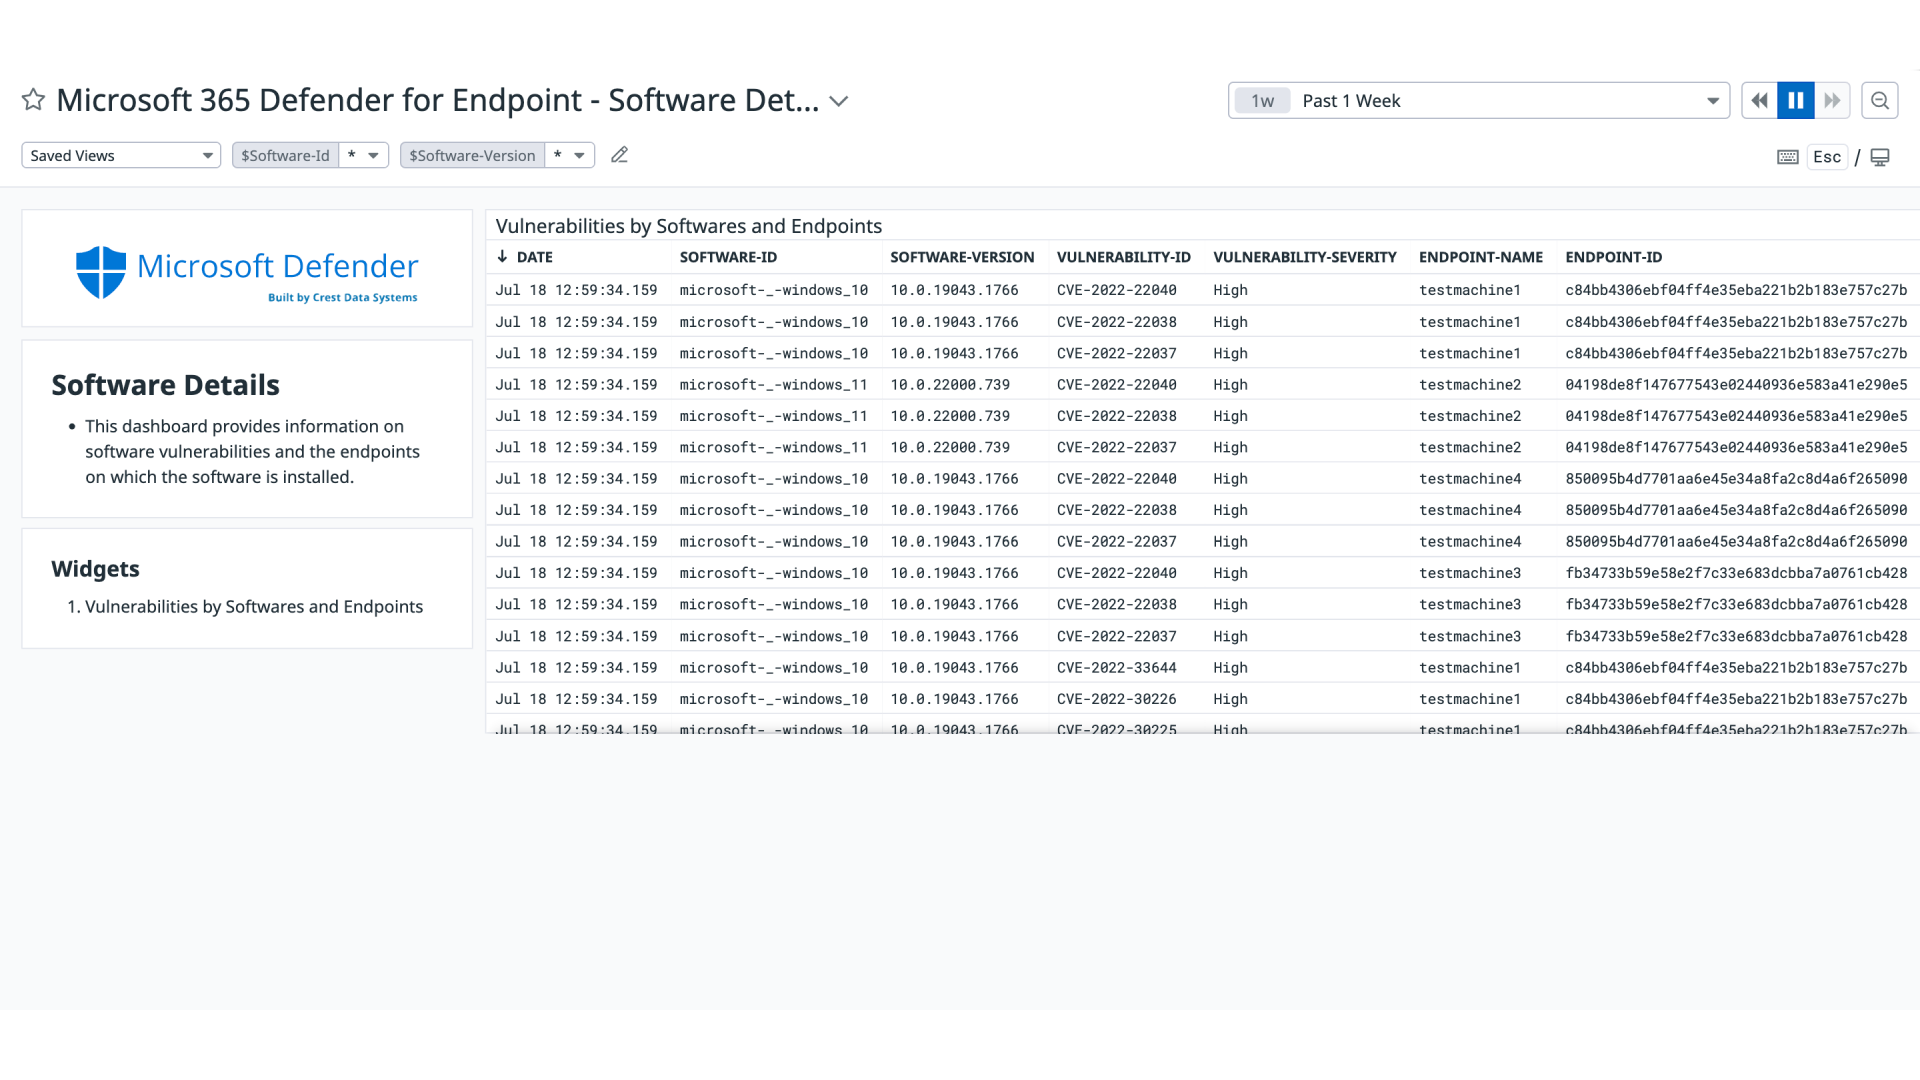 Microsoft 365 Defender for Endpoint - Software Det...
1w Past 1 Week
Saved Views $Software-Id * $Software-Version *
Esc /
Microsoft Defender
Built by Crest Data Systems
Software Details
• This dashboard provides information on
software vulnerabilities and the endpoints
on which the software is installed.
Widgets
1. Vulnerabilities by Softwares and Endpoints
Vulnerabilities by Softwares and Endpoints
DATE SOFTWARE-ID SOFTWARE-VERSION VULNERABILITY-ID VULNERABILITY-SEVERITY ENDPOINT-NAME ENDPOINT-ID
Jul 18 12:59:34.159 microsoft-_-windows_10 10.0.19043.1766 CVE-2022-22040 High testmachine1 c84bb4306ebf04ff4e35eba221b2b183e757c27b
Jul 18 12:59:34.159 microsoft-_-windows_10 10.0.19043.1766 CVE-2022-22038 High testmachine1 c84bb4306ebf04ff4e35eba221b2b183e757c27b
Jul 18 12:59:34.159 microsoft-_-windows_10 10.0.19043.1766 CVE-2022-22037 High testmachine1 c84bb4306ebf04ff4e35eba221b2b183e757c27b
Jul 18 12:59:34.159 microsoft-_-windows_11 10.0.22000.739 CVE-2022-22040 High testmachine2 04198de8f147677543e02440936e583a41e290e5
Jul 18 12:59:34.159 microsoft-_-windows_11 10.0.22000.739 CVE-2022-22038 High testmachine2 04198de8f147677543e02440936e583a41e290e5
Jul 18 12:59:34.159 microsoft-_-windows_11 10.0.22000.739 CVE-2022-22037 High testmachine2 04198de8f147677543e02440936e583a41e290e5
Jul 18 12:59:34.159 microsoft-_-windows_10 10.0.19043.1766 CVE-2022-22040 High testmachine4 850095b4d7701aa6e45e34a8fa2c8d4a6f265090
Jul 18 12:59:34.159 microsoft-_-windows_10 10.0.19043.1766 CVE-2022-22038 High testmachine4 850095b4d7701aa6e45e34a8fa2c8d4a6f265090
Jul 18 12:59:34.159 microsoft-_-windows_10 10.0.19043.1766 CVE-2022-22037 High testmachine4 850095b4d7701aa6e45e34a8fa2c8d4a6f265090
Jul 18 12:59:34.159 microsoft-_-windows_10 10.0.19043.1766 CVE-2022-22040 High testmachine3 fb34733b59e58e2f7c33e683dcbba7a0761cb428
Jul 18 12:59:34.159 microsoft-_-windows_10 10.0.19043.1766 CVE-2022-22038 High testmachine3 fb34733b59e58e2f7c33e683dcbba7a0761cb428
Jul 18 12:59:34.159 microsoft-_-windows_10 10.0.19043.1766 CVE-2022-22037 High testmachine3 fb34733b59e58e2f7c33e683dcbba7a0761cb428
Jul 18 12:59:34.159 microsoft-_-windows_10 10.0.19043.1766 CVE-2022-33644 High testmachine1 c84bb4306ebf04ff4e35eba221b2b183e757c27b
Jul 18 12:59:34.159 microsoft-_-windows_10 10.0.19043.1766 CVE-2022-30226 High testmachine1 c84bb4306ebf04ff4e35eba221b2b183e757c27b
Jul 18 12:59:34.159 microsoft-_-windows_10 10.0.19043.1766 CVE-2022-30225 High testmachine1 c84bb4306ebf04ff4e35eba221b2b183e757c27b